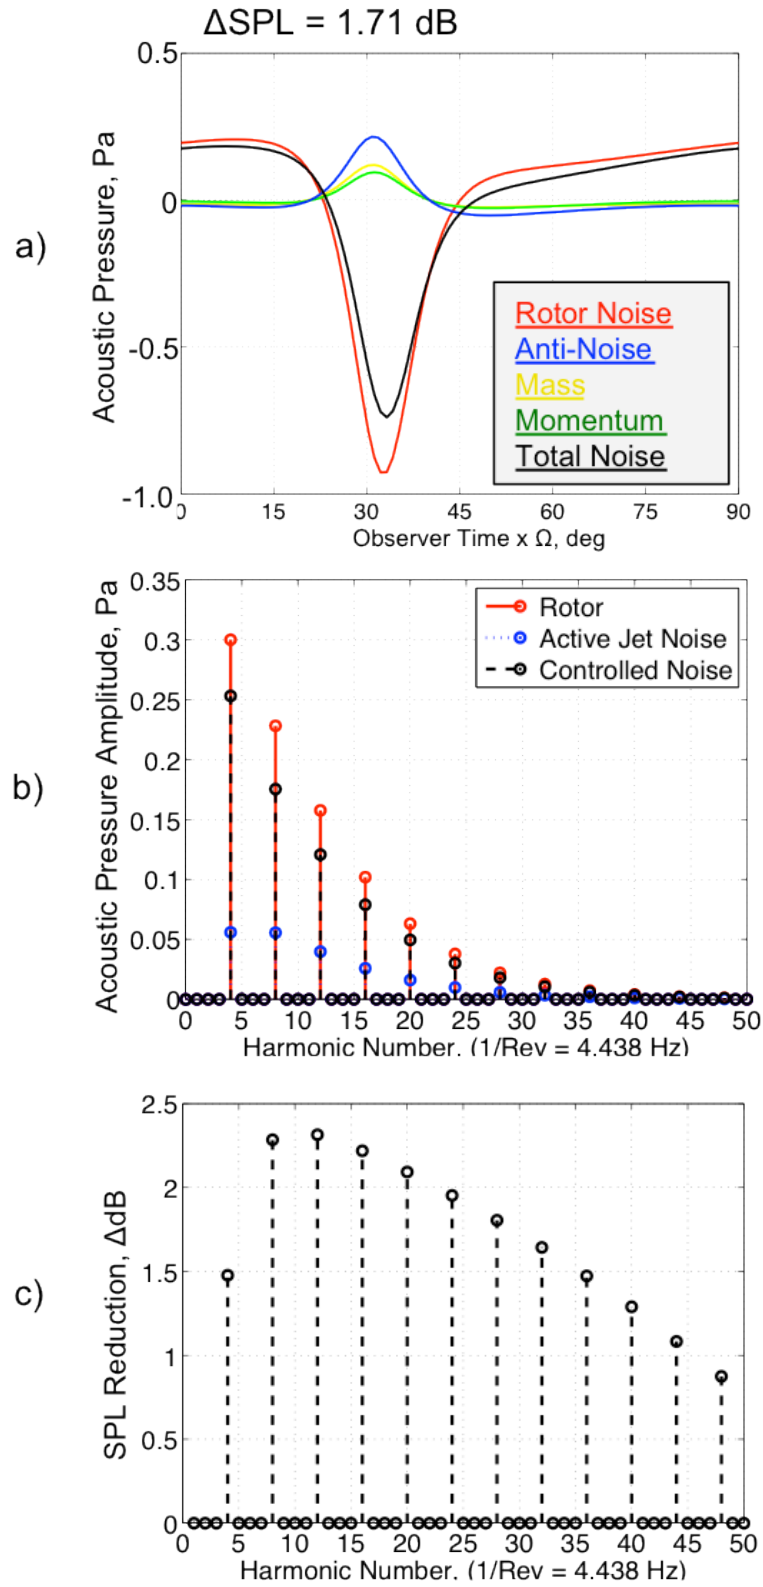 ΔSPL = 1.71 dB
a)
Acoustic Pressure, Pa
0.5
0
-0.5
-1.0
Rotor Noise
Anti-Noise
Mass
Momentum
Total Noise
15 30 45 60 75 90
Observer Time x Ω, deg
b)
Acoustic Pressure Amplitude, Pa
0.35
0.3
0.25
0.2
0.15
0.1
0.05
0
Rotor
Active Jet Noise
Controlled Noise
0 5 10 15 20 25 30 35 40 45 50
Harmonic Number. (1/Rev = 4.438 Hz)
c)
SPL Reduction, ΔdB
2.5
2
1.5
1
0.5
0
0 5 10 15 20 25 30 35 40 45 50
Harmonic Number. (1/Rev = 4.438 Hz)